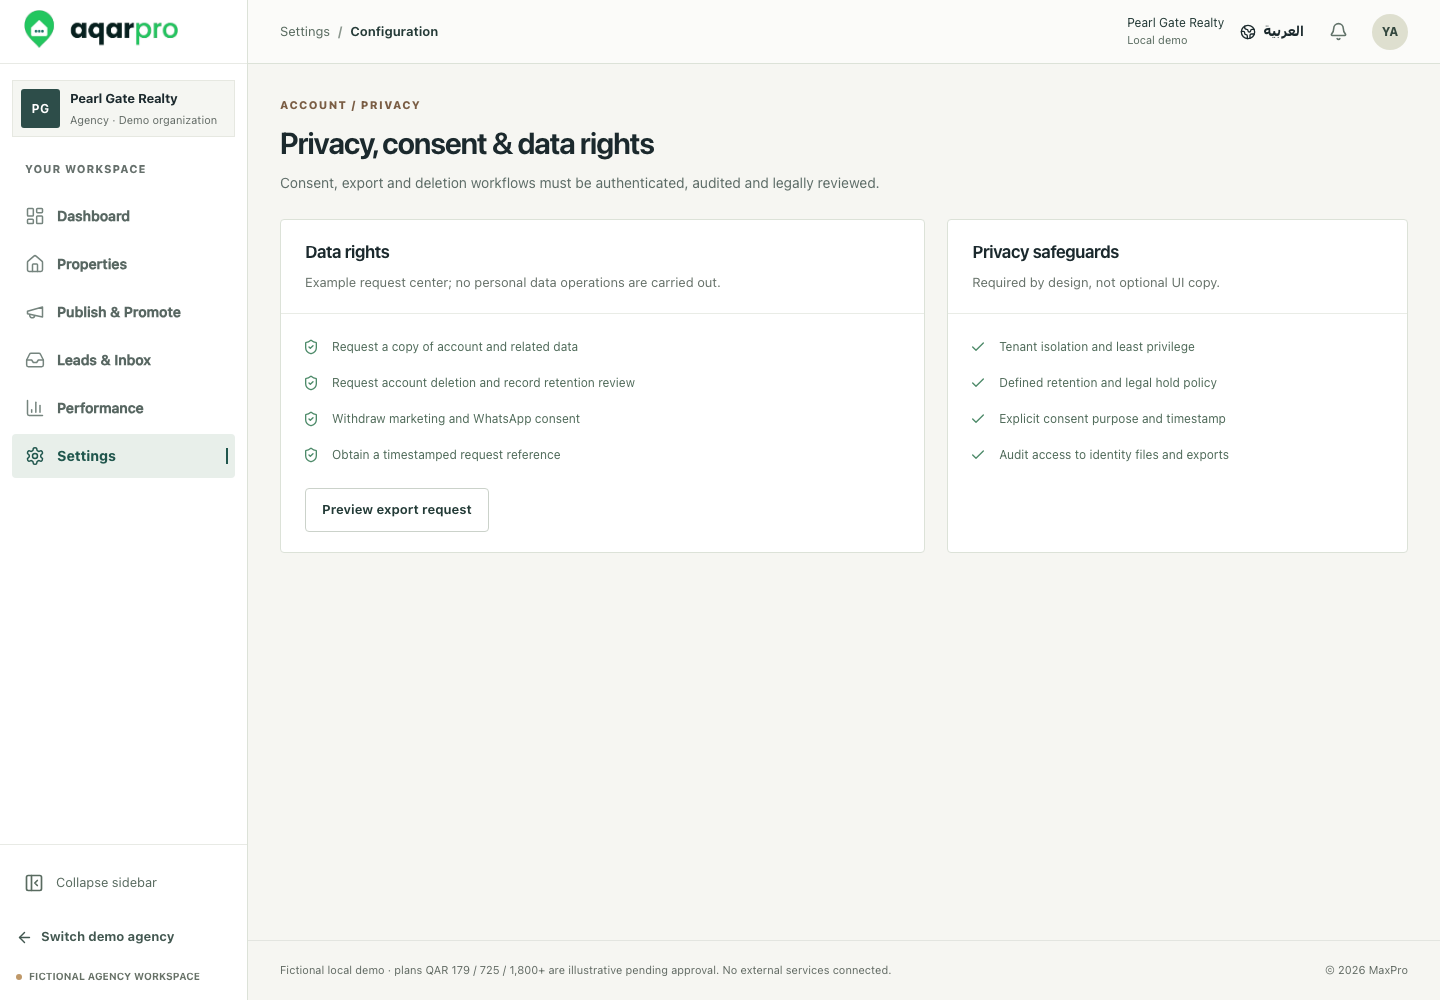 aqarpro
Settings / Configuration
Pearl Gate Realty
Local demo
العربية
YA
PG
Pearl Gate Realty
Agency · Demo organization
YOUR WORKSPACE
Dashboard
Properties
Publish & Promote
Leads & Inbox
Performance
Settings
Collapse sidebar
Switch demo agency
FICTIONAL AGENCY WORKSPACE
ACCOUNT / PRIVACY
Privacy, consent & data rights
Consent, export and deletion workflows must be authenticated, audited and legally reviewed.
Data rights
Example request center; no personal data operations are carried out.
Request a copy of account and related data
Request account deletion and record retention review
Withdraw marketing and WhatsApp consent
Obtain a timestamped request reference
Preview export request
Privacy safeguards
Required by design, not optional UI copy.
Tenant isolation and least privilege
Defined retention and legal hold policy
Explicit consent purpose and timestamp
Audit access to identity files and exports
Fictional local demo · plans QAR 179 / 725 / 1,800+ are illustrative pending approval. No external services connected.
© 2026 MaxPro